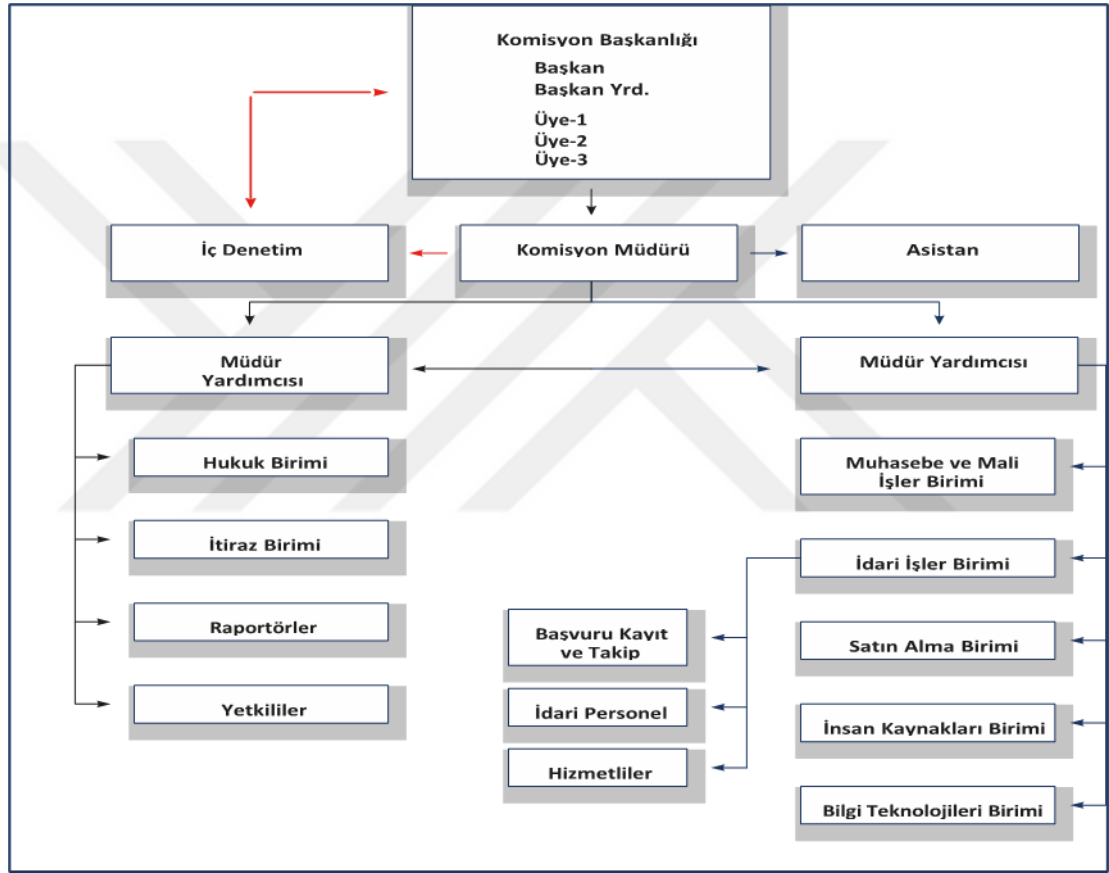 Komisyon Başkanlığı
Başkan
Başkan Yrd.
Üye-1
Üye-2
Üye-3
İç Denetim
Komisyon Müdürü
Asistan
Müdür
Yardımcısı
Müdür Yardımcısı
Hukuk Birimi
İtiraz Birimi
Raportörler
Yetkililer
Muhasebe ve Mali
İşler Birimi
İdari İşler Birimi
Başvuru Kayıt
ve Takip
İdari Personel
Hizmetliler
Satın Alma Birimi
İnsan Kaynakları Birimi
Bilgi Teknolojileri Birimi